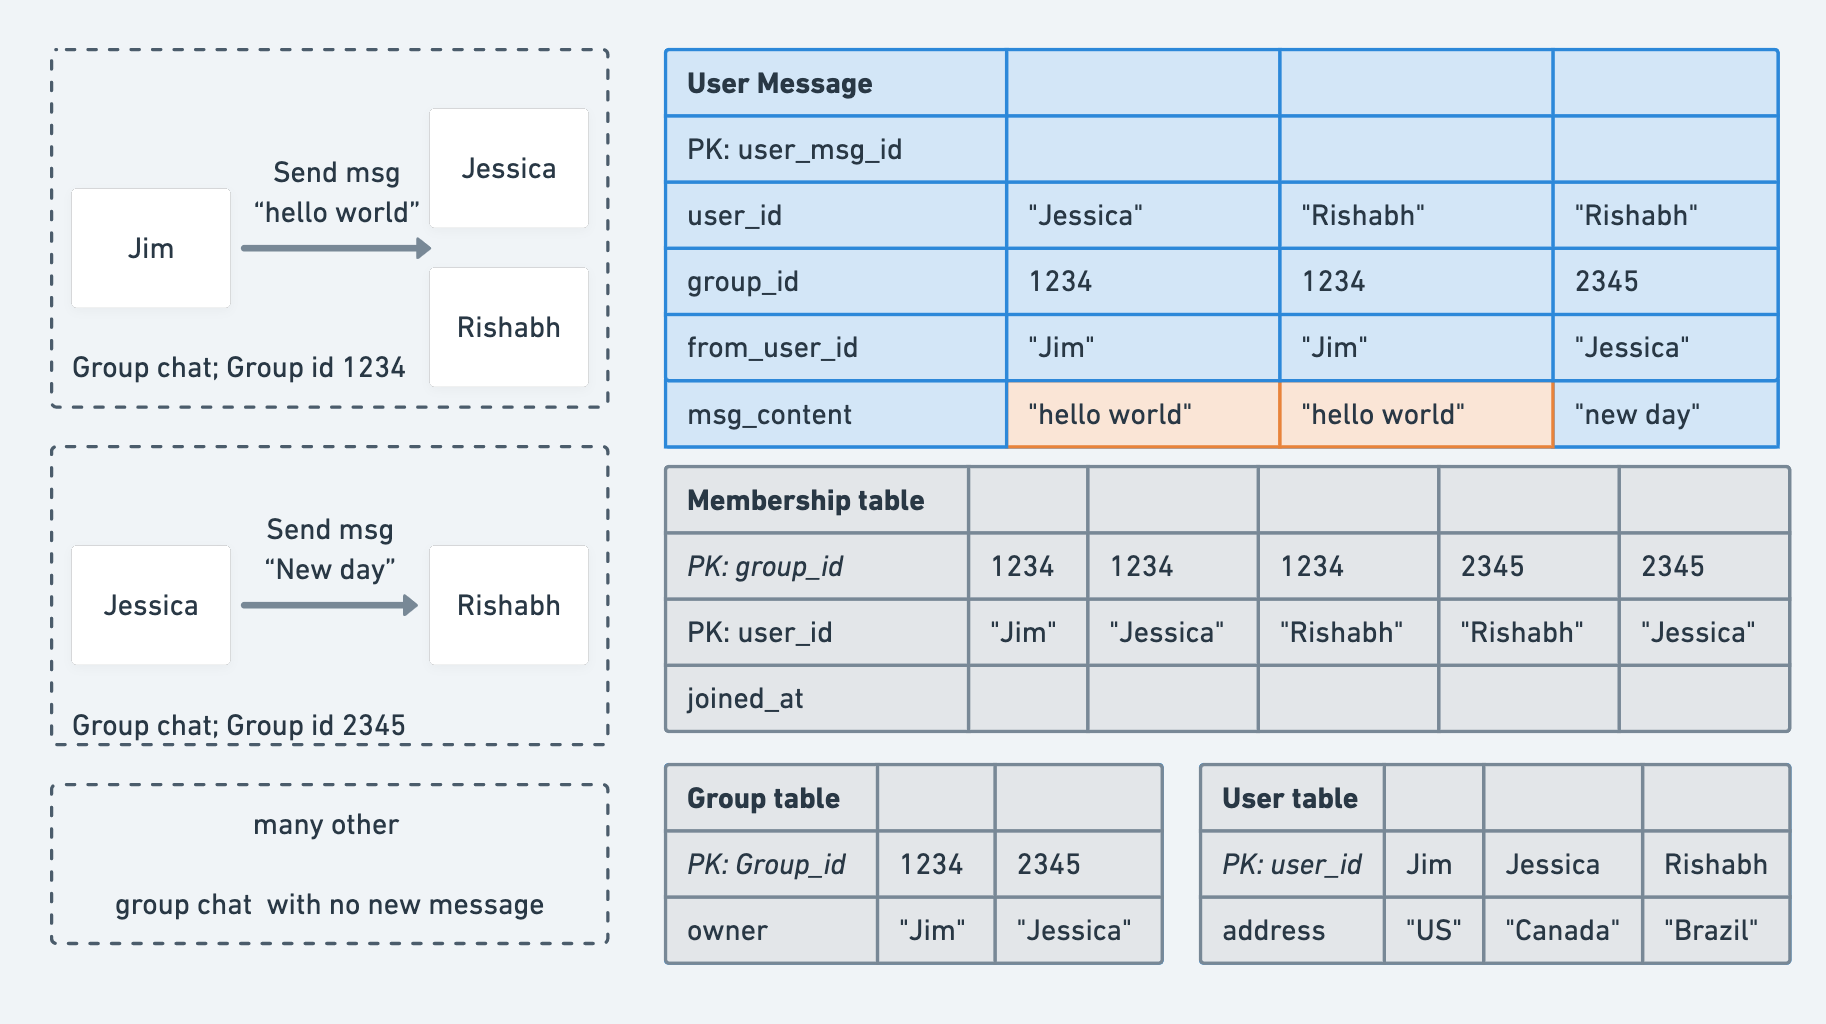 Send msg
“hello world”
Jim
Jessica
Rishabh
Group chat; Group id 1234
Send msg
“New day”
Jessica
Rishabh
Group chat; Group id 2345
many other
group chat  with no new message
User Message
PK: user_msg_id
user_id "Jessica" "Rishabh" "Rishabh"
group_id 1234 1234 2345
from_user_id "Jim" "Jim" "Jessica"
msg_content "hello world" "hello world" "new day"
Membership table
PK: group_id 1234 1234 1234 2345 2345
PK: user_id "Jim" "Jessica" "Rishabh" "Rishabh" "Jessica"
joined_at
Group table
PK: Group_id 1234 2345
owner "Jim" "Jessica"
User table
PK: user_id Jim Jessica Rishabh
address "US" "Canada" "Brazil"